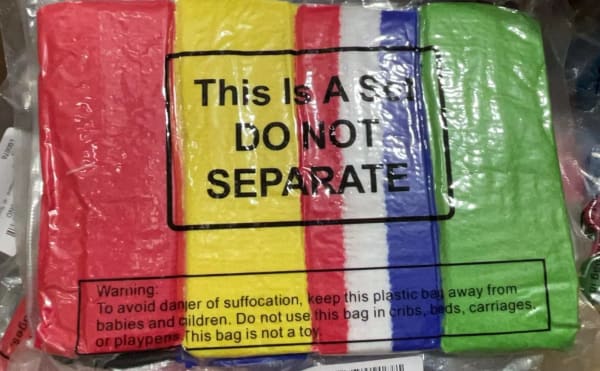 This Is A Set
DO NOT
SEPARATE
Warning:
To avoid danger of suffocation, keep this plastic bag away from
babies and children. Do not use this bag in cribs, beds, carriages,
or playpens. This bag is not a toy.